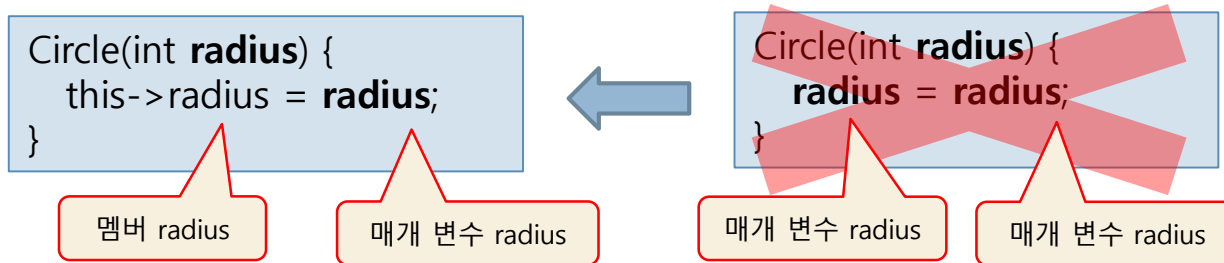 Circle(int radius) {
this->radius = radius;
}
멤버 radius
매개 변수 radius
Circle(int radius) {
radius = radius;
}
매개 변수 radius
매개 변수 radius